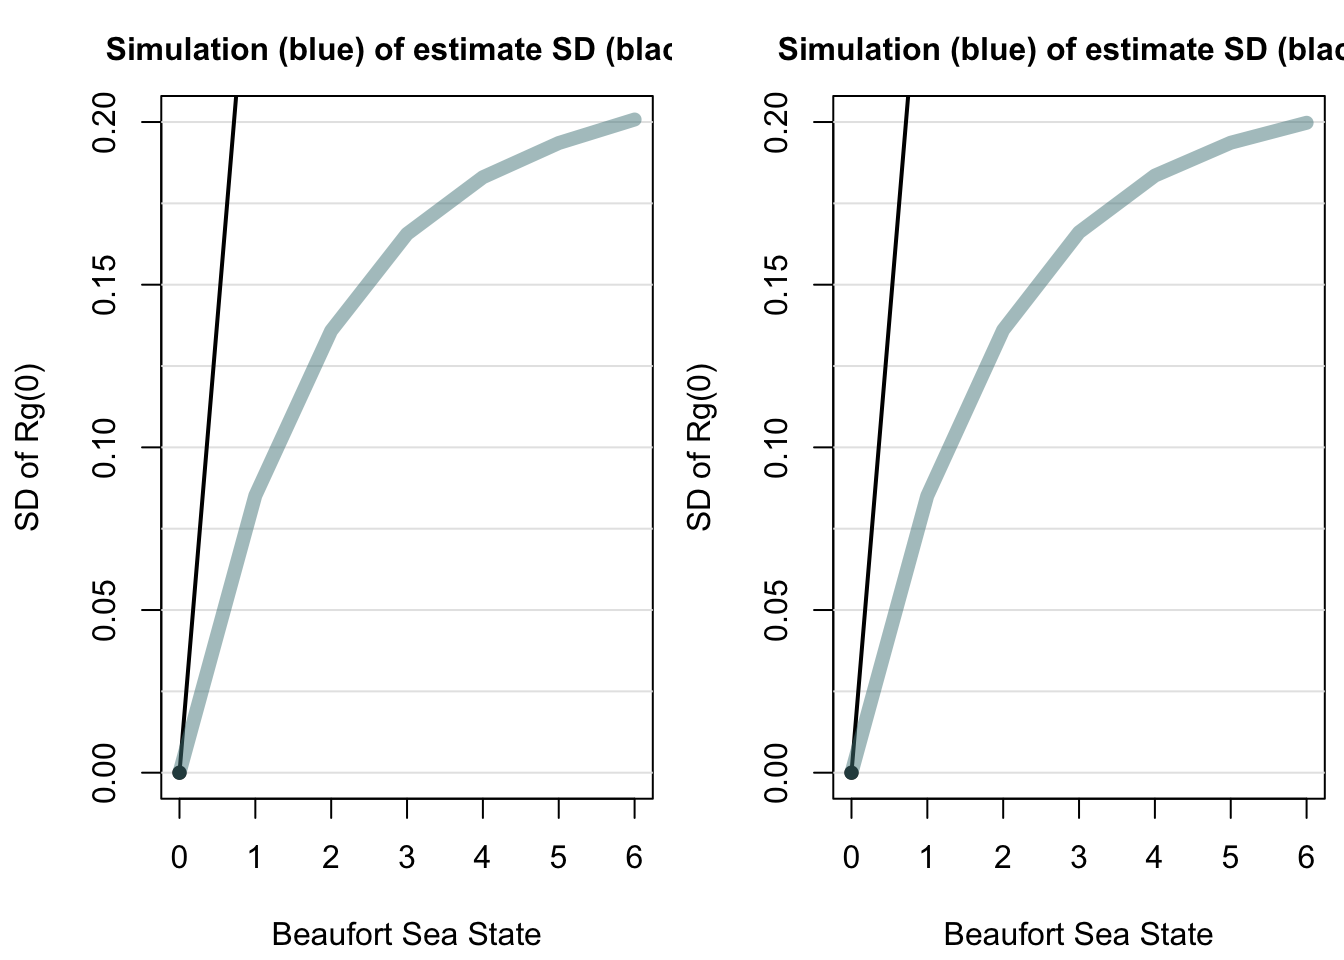 Simulation (blue) of estimate SD (blac
SD of Rg(0)
0.20
0.15
0.10
0.05
0.00
0 1 2 3 4 5 6
Beaufort Sea State
Simulation (blue) of estimate SD (blac
SD of Rg(0)
0.20
0.15
0.10
0.05
0.00
0 1 2 3 4 5 6
Beaufort Sea State